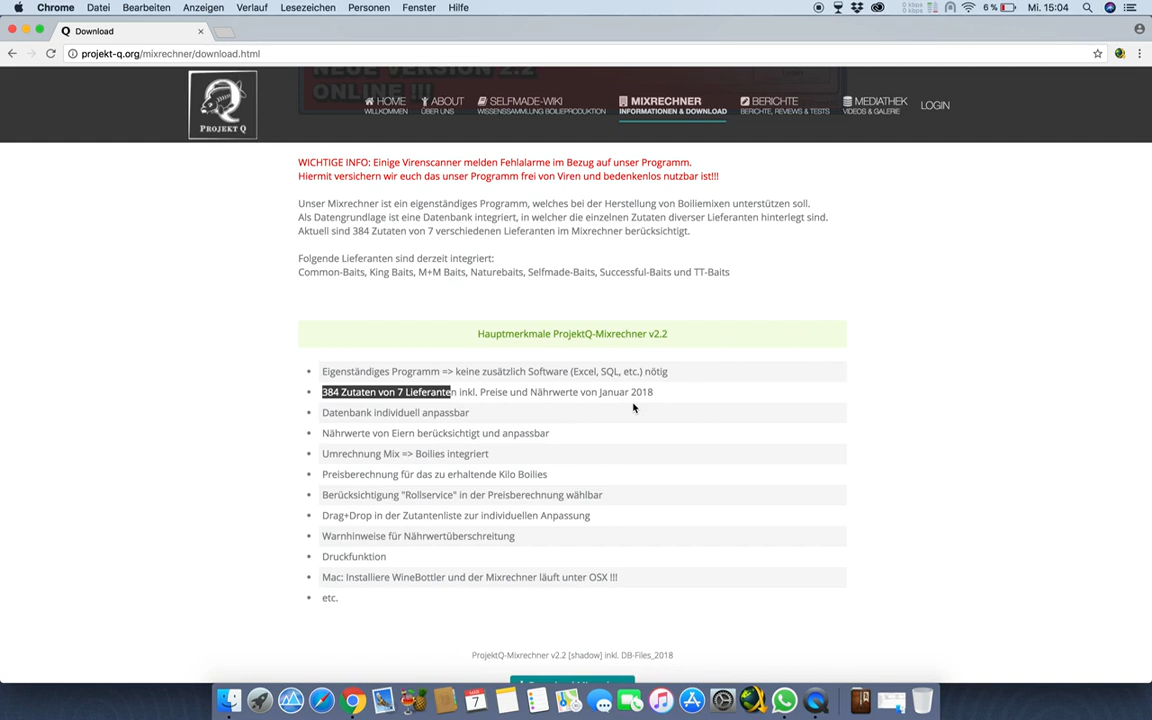 Chrome Datei Bearbeiten Anzeigen Verlauf Lesezeichen Personen Fenster Hilfe 0 kbps 0 kbps 6 % Mi. 15:04
Q Download
projekt-q.org/mixrechner/download.html
NEUE VERSION 2.2
ONLINE !!!
PROJEKT Q
HOME ABOUT SELFMADE-WIKI MIXRECHNER BERICHTE MEDIATHEK LOGIN
WILLKOMMEN ÜBER UNS WISSENSSAMMLUNG BOILIEPRODUKTION INFORMATIONEN & DOWNLOAD BERICHTE, REVIEWS & TESTS VIDEOS & GALERIE
WICHTIGE INFO: Einige Virenscanner melden Fehlalarme im Bezug auf unser Programm.
Hiermit versichern wir euch das unser Programm frei von Viren und bedenkenlos nutzbar ist!!!
Unser Mixrechner ist ein eigenständiges Programm, welches bei der Herstellung von Boiliemixen unterstützen soll.
Als Datengrundlage ist eine Datenbank integriert, in welcher die einzelnen Zutaten diverser Lieferanten hinterlegt sind.
Aktuell sind 384 Zutaten von 7 verschiedenen Lieferanten im Mixrechner berücksichtigt.
Folgende Lieferanten sind derzeit integriert:
Common-Baits, King Baits, M+M Baits, Naturebaits, Selfmade-Baits, Successful-Baits und TT-Baits
Hauptmerkmale ProjektQ-Mixrechner v2.2
• Eigenständiges Programm => keine zusätzlich Software (Excel, SQL, etc.) nötig
• 384 Zutaten von 7 Lieferanten inkl. Preise und Nährwerte von Januar 2018
• Datenbank individuell anpassbar
• Nährwerte von Eiern berücksichtigt und anpassbar
• Umrechnung Mix => Boilies integriert
• Preisberechnung für das zu erhaltende Kilo Boilies
• Berücksichtigung "Rollservice" in der Preisberechnung wählbar
• Drag+Drop in der Zutantenliste zur individuellen Anpassung
• Warnhinweise für Nährwertüberschreitung
• Druckfunktion
• Mac: Installiere WineBottler und der Mixrechner läuft unter OSX !!!
• etc.
ProjektQ-Mixrechner v2.2 [shadow] inkl. DB-Files_2018